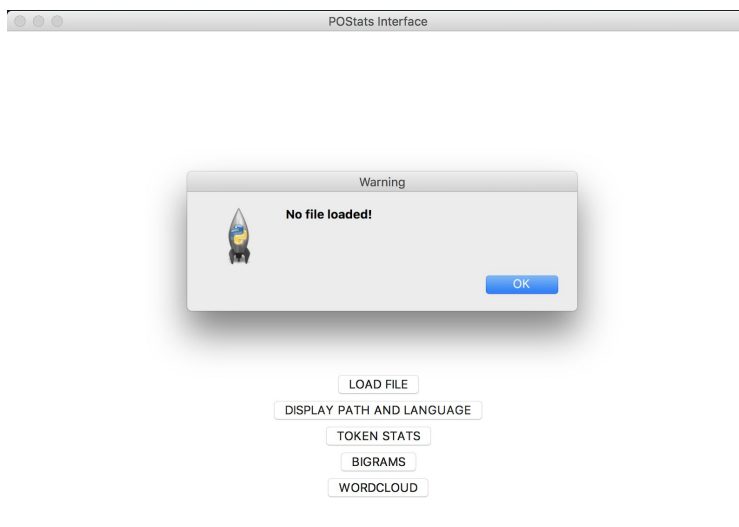 POStats Interface
Warning
No file loaded!
OK
LOAD FILE
DISPLAY PATH AND LANGUAGE
TOKEN STATS
BIGRAMS
WORDCLOUD